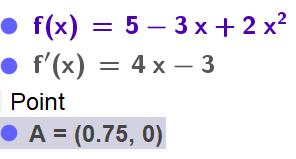 f(x) = 5 − 3 x + 2 x²
f′(x) = 4 x − 3
Point
A = (0.75, 0)